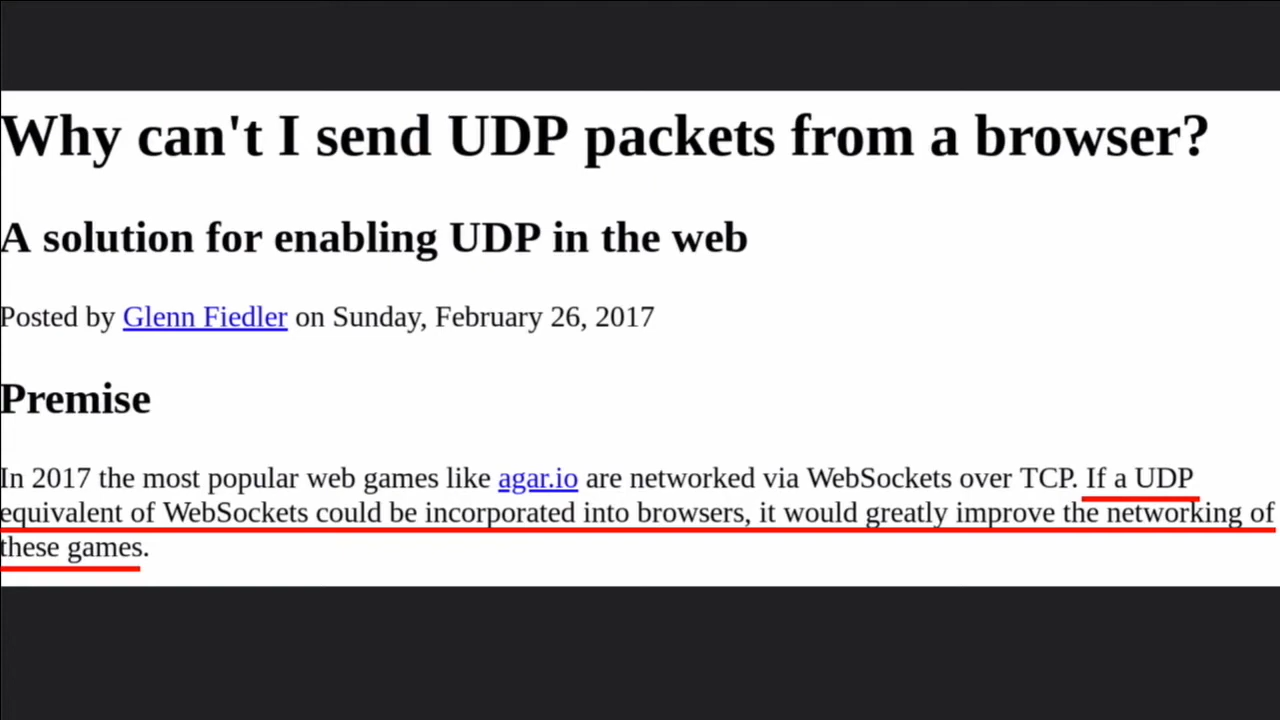 Why can't I send UDP packets from a browser?
A solution for enabling UDP in the web
Posted by Glenn Fiedler on Sunday, February 26, 2017
Premise
In 2017 the most popular web games like agar.io are networked via WebSockets over TCP. If a UDP
equivalent of WebSockets could be incorporated into browsers, it would greatly improve the networking of
these games.